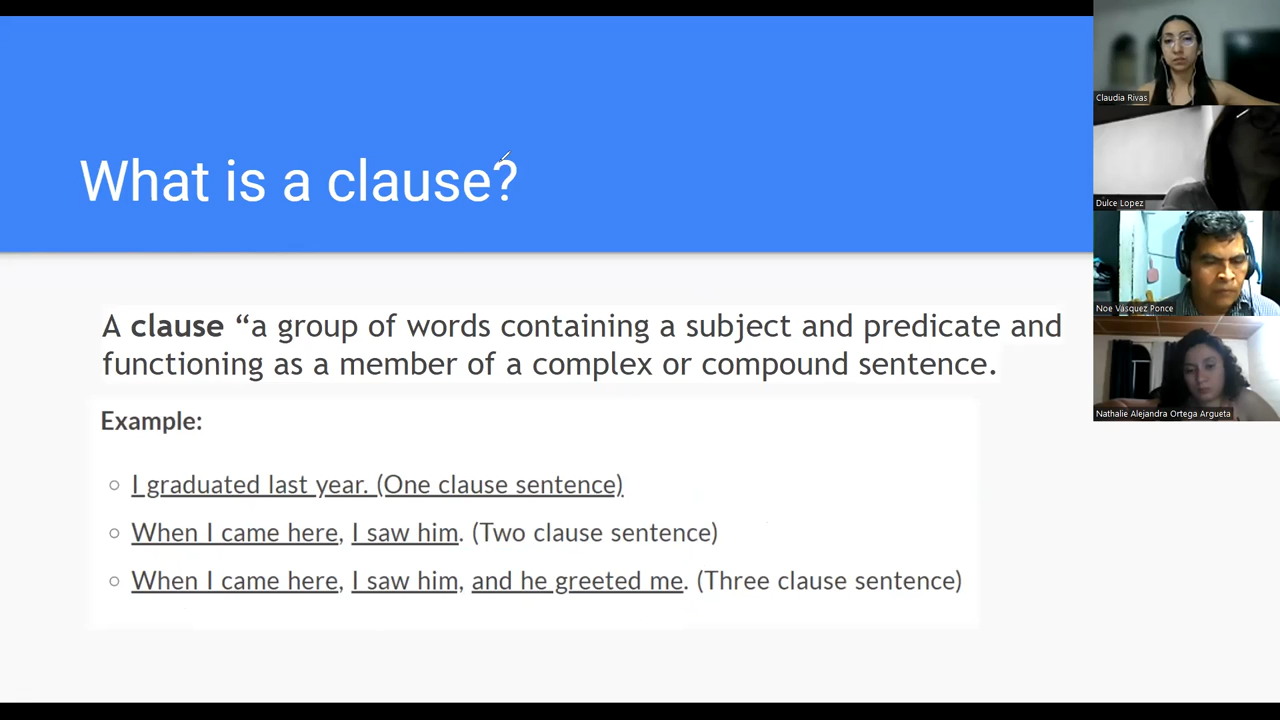 What is a clause?
A clause “a group of words containing a subject and predicate and
functioning as a member of a complex or compound sentence.
Example:
I graduated last year. (One clause sentence)
When I came here, I saw him. (Two clause sentence)
When I came here, I saw him, and he greeted me. (Three clause sentence)
Claudia Rivas
Dulce Lopez
Noe Vasquez Ponce
Nathalie Alejandra Ortega Argueta